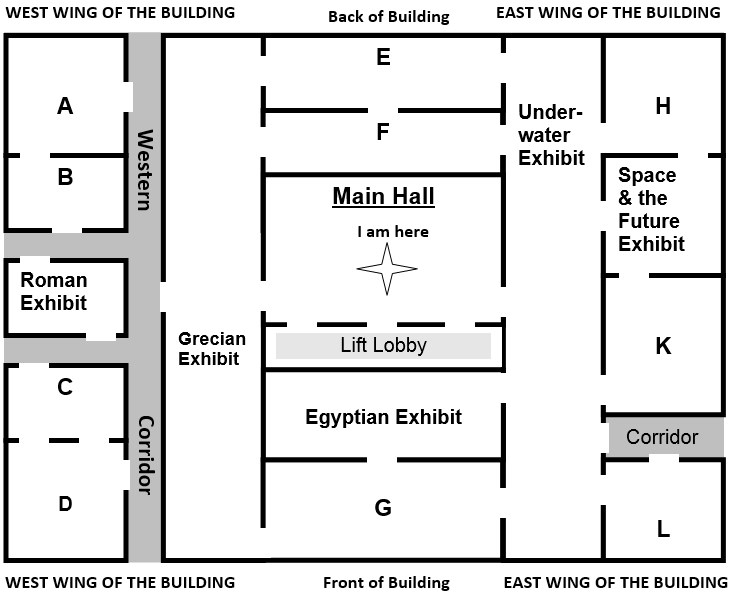 WEST WING OF THE BUILDING
Back of Building
EAST WING OF THE BUILDING
E
A
H
Under-
water
Exhibit
F
Western
B
Space
& the
Future
Exhibit
Main Hall
I am here
Roman
Exhibit
Grecian
Exhibit
Lift Lobby
K
C
Egyptian Exhibit
Corridor
Corridor
D
G
L
WEST WING OF THE BUILDING
Front of Building
EAST WING OF THE BUILDING